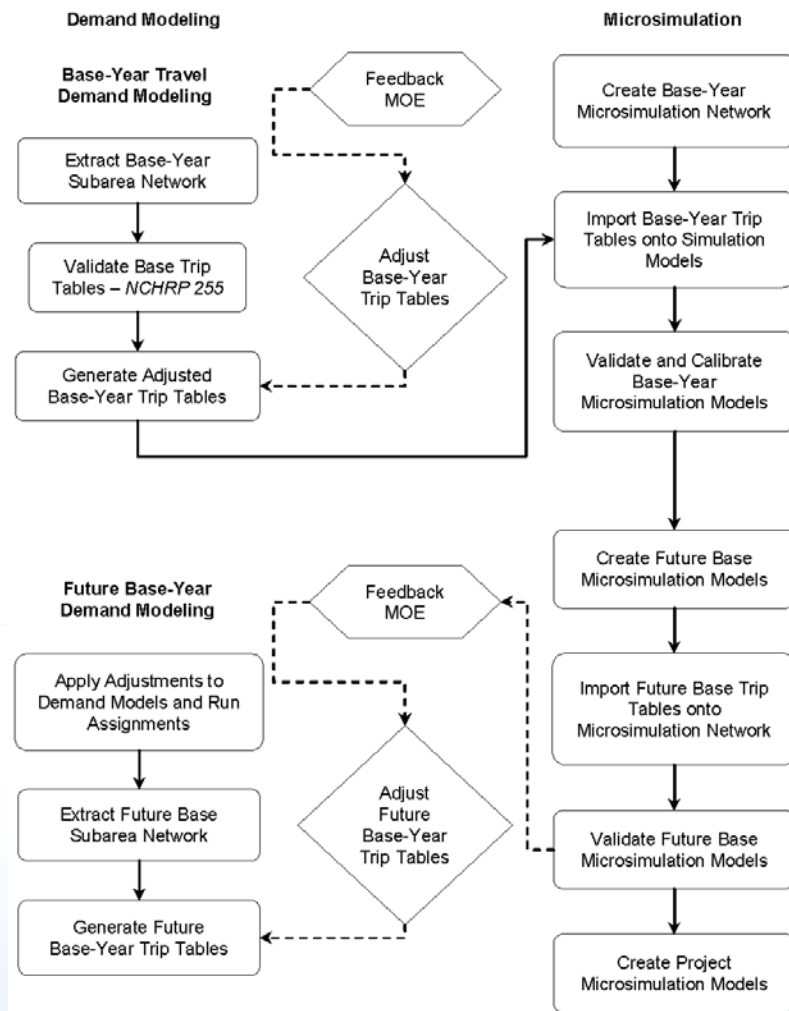 Demand Modeling
Microsimulation
Base-Year Travel
Demand Modeling
Feedback
MOE
Create Base-Year
Microsimulation Network
Extract Base-Year
Subarea Network
Import Base-Year Trip
Tables onto Simulation
Models
Adjust
Base-Year
Trip Tables
Validate Base Trip
Tables – NCHRP 255
Generate Adjusted
Base-Year Trip Tables
Validate and Calibrate
Base-Year
Microsimulation Models
Create Future Base
Microsimulation Models
Future Base-Year
Demand Modeling
Feedback
MOE
Apply Adjustments to
Demand Models and Run
Assignments
Import Future Base Trip
Tables onto
Microsimulation Network
Adjust
Future
Base-Year
Trip Tables
Extract Future Base
Subarea Network
Validate Future Base
Microsimulation Models
Generate Future
Base-Year Trip Tables
Create Project
Microsimulation Models